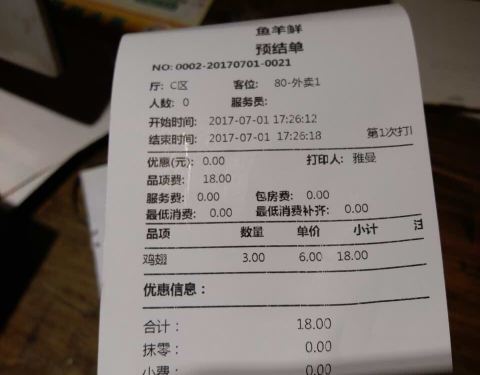 鱼羊鲜
预结单
NO: 0002-20170701-0021
厅: C区 客位: 80-外卖1
人数: 0 服务员:
开始时间: 2017-07-01 17:26:12
结束时间: 2017-07-01 17:26:18 第1次打
优惠(元): 0.00 打印人: 雅曼
品项费: 18.00
服务费: 0.00 包房费: 0.00
最低消费: 0.00 最低消费补齐: 0.00
品项 数量 单价 小计
鸡翅 3.00 6.00 18.00
优惠信息：
合计： 18.00
抹零： 0.00
小费： 0.00